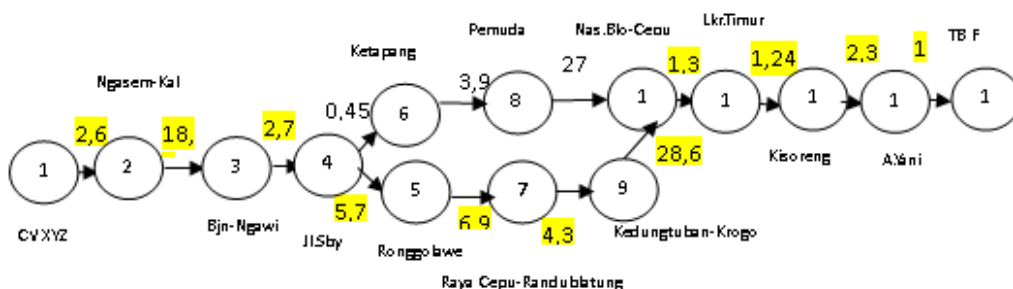 Pemuda Nas.Blo-Cepu Lkr.Timur
Ketapang TB F
Ngasem-Kal
3,9 27 1,3 1,24 2,3 1
0,45
2,6 18, 2,7
6 8 1 1 1 1 1
1 2 3 4
28,6
5 7 9
Kisoreng A.Yani
5,7 6,9 4,3
CV XYZ Bjn-Ngawi Jl.Sby Ronggolawe Kedungtuban-Krogo
Raya Cepu-Randublatung